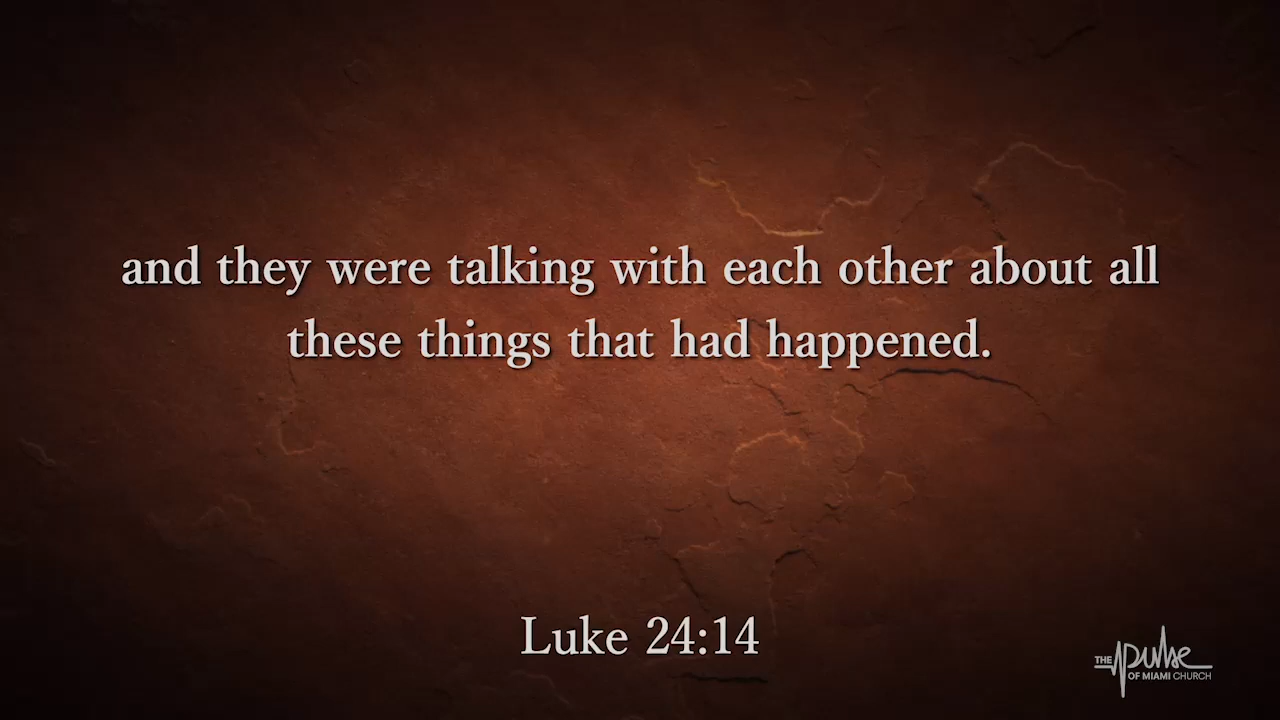 and they were talking with each other about all
these things that had happened.
Luke 24:14
THE pulse
OF MIAMI CHURCH